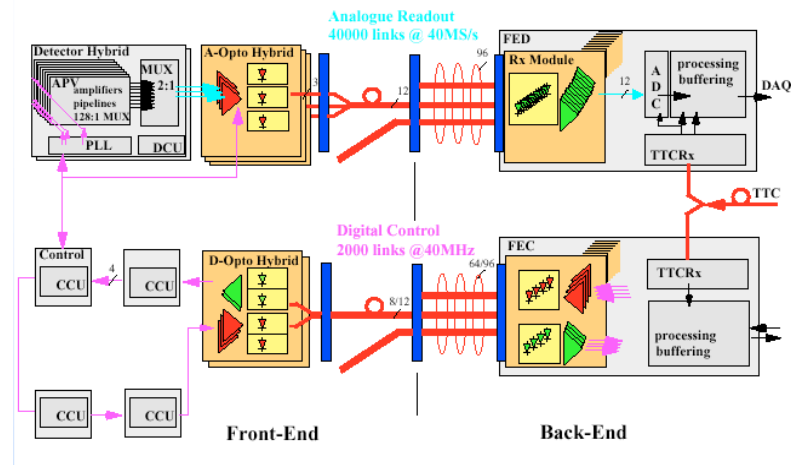 Analogue Readout
40000 links @ 40MS/s
Detector Hybrid
APV
amplifiers
pipelines
128:1 MUX
MUX
2:1
PLL
DCU
A-Opto Hybrid
3
12
96
FED
Rx Module
12
A
D
C
processing
buffering
DAQ
TTCRx
TTC
Digital Control
2000 links @40MHz
Control
CCU
4
CCU
CCU
CCU
D-Opto Hybrid
8/12
64/96
FEC
TTCRx
processing
buffering
Front-End
Back-End